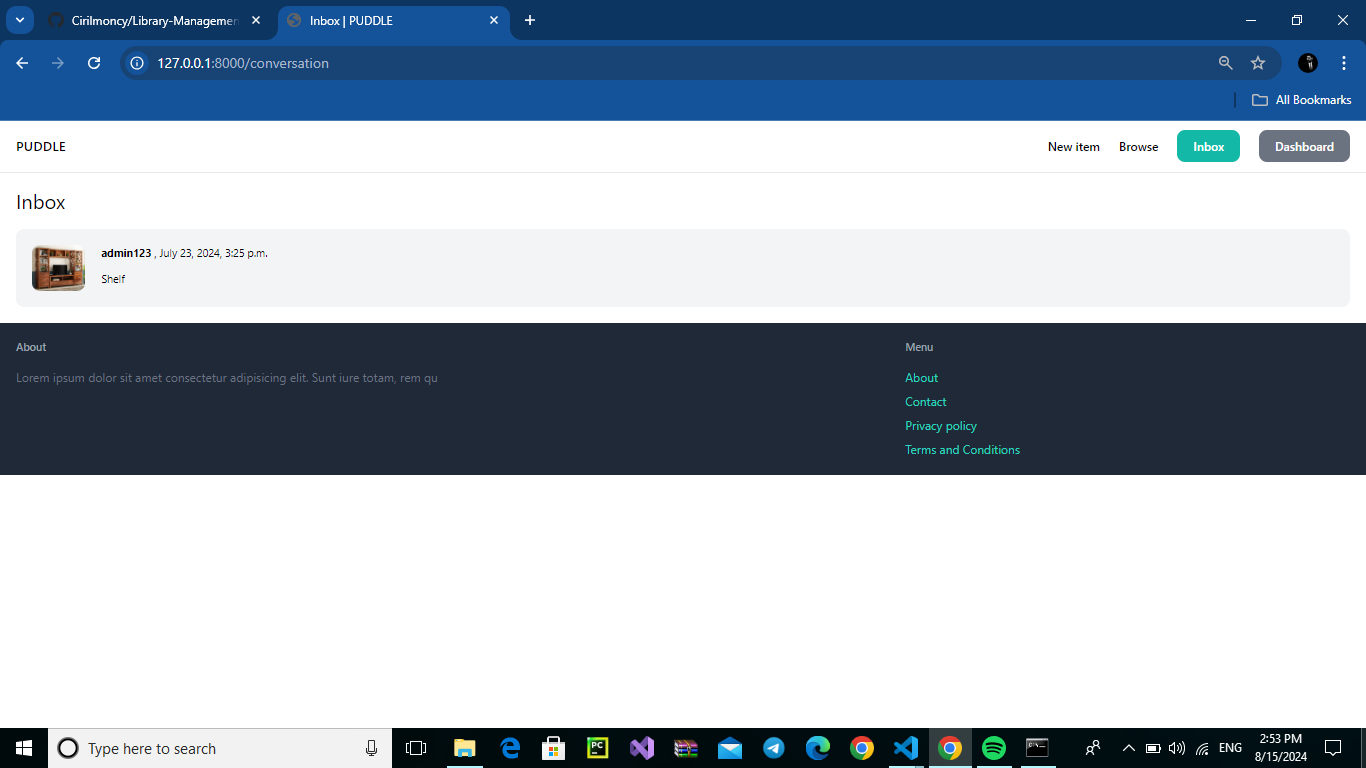 Cirilmoncy/Library-Managemen
Inbox | PUDDLE
127.0.0.1:8000/conversation
All Bookmarks
PUDDLE
New item
Browse
Inbox
Dashboard
Inbox
admin123 , July 23, 2024, 3:25 p.m.
Shelf
About
Lorem ipsum dolor sit amet consectetur adipisicing elit. Sunt iure totam, rem qu
Menu
About
Contact
Privacy policy
Terms and Conditions
Type here to search
PC
ENG
2:53 PM
8/15/2024